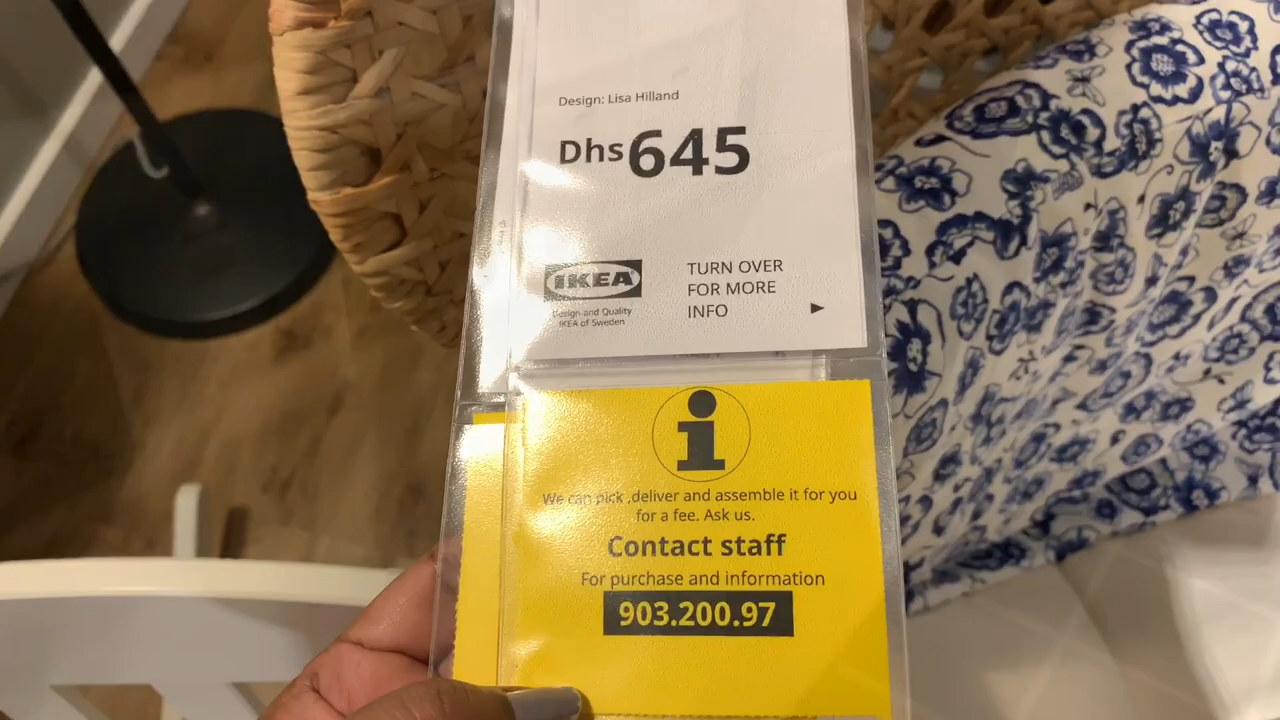 Design: Lisa Hilland
Dhs645
IKEA
Design and Quality
IKEA of Sweden
TURN OVER
FOR MORE
INFO
i
We can pick ,deliver and assemble it for you
for a fee. Ask us.
Contact staff
For purchase and information
903.200.97